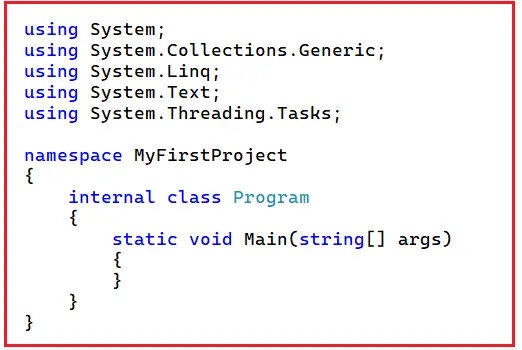 using System;
using System.Collections.Generic;
using System.Linq;
using System.Text;
using System.Threading.Tasks;

namespace MyFirstProject
{
    internal class Program
    {
        static void Main(string[] args)
        {
        }
    }
}